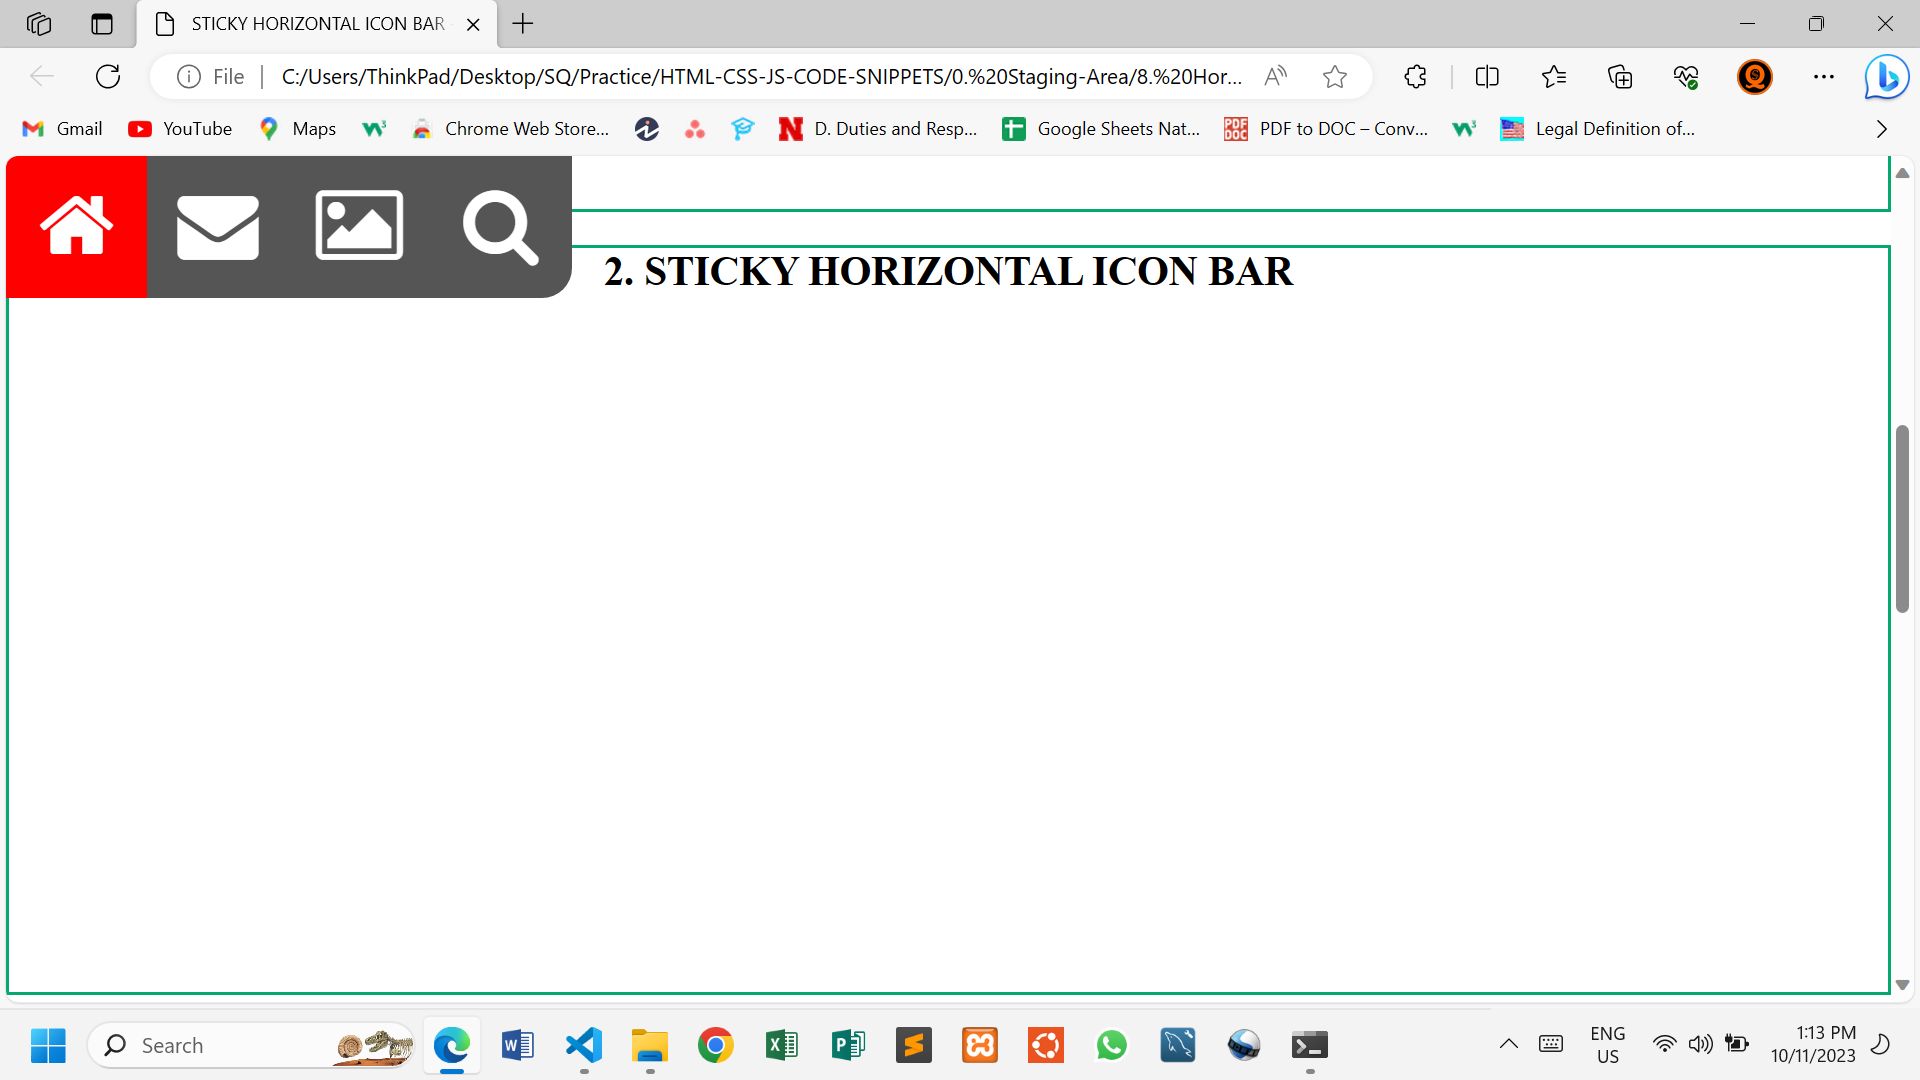 STICKY HORIZONTAL ICON BAR
File
C:/Users/ThinkPad/Desktop/SQ/Practice/HTML-CSS-JS-CODE-SNIPPETS/0.%20Staging-Area/8.%20Hor...
Gmail
YouTube
Maps
Chrome Web Store...
D. Duties and Resp...
Google Sheets Nat...
PDF to DOC – Conv...
Legal Definition of...
2. STICKY HORIZONTAL ICON BAR
Search
ENG
US
1:13 PM
10/11/2023